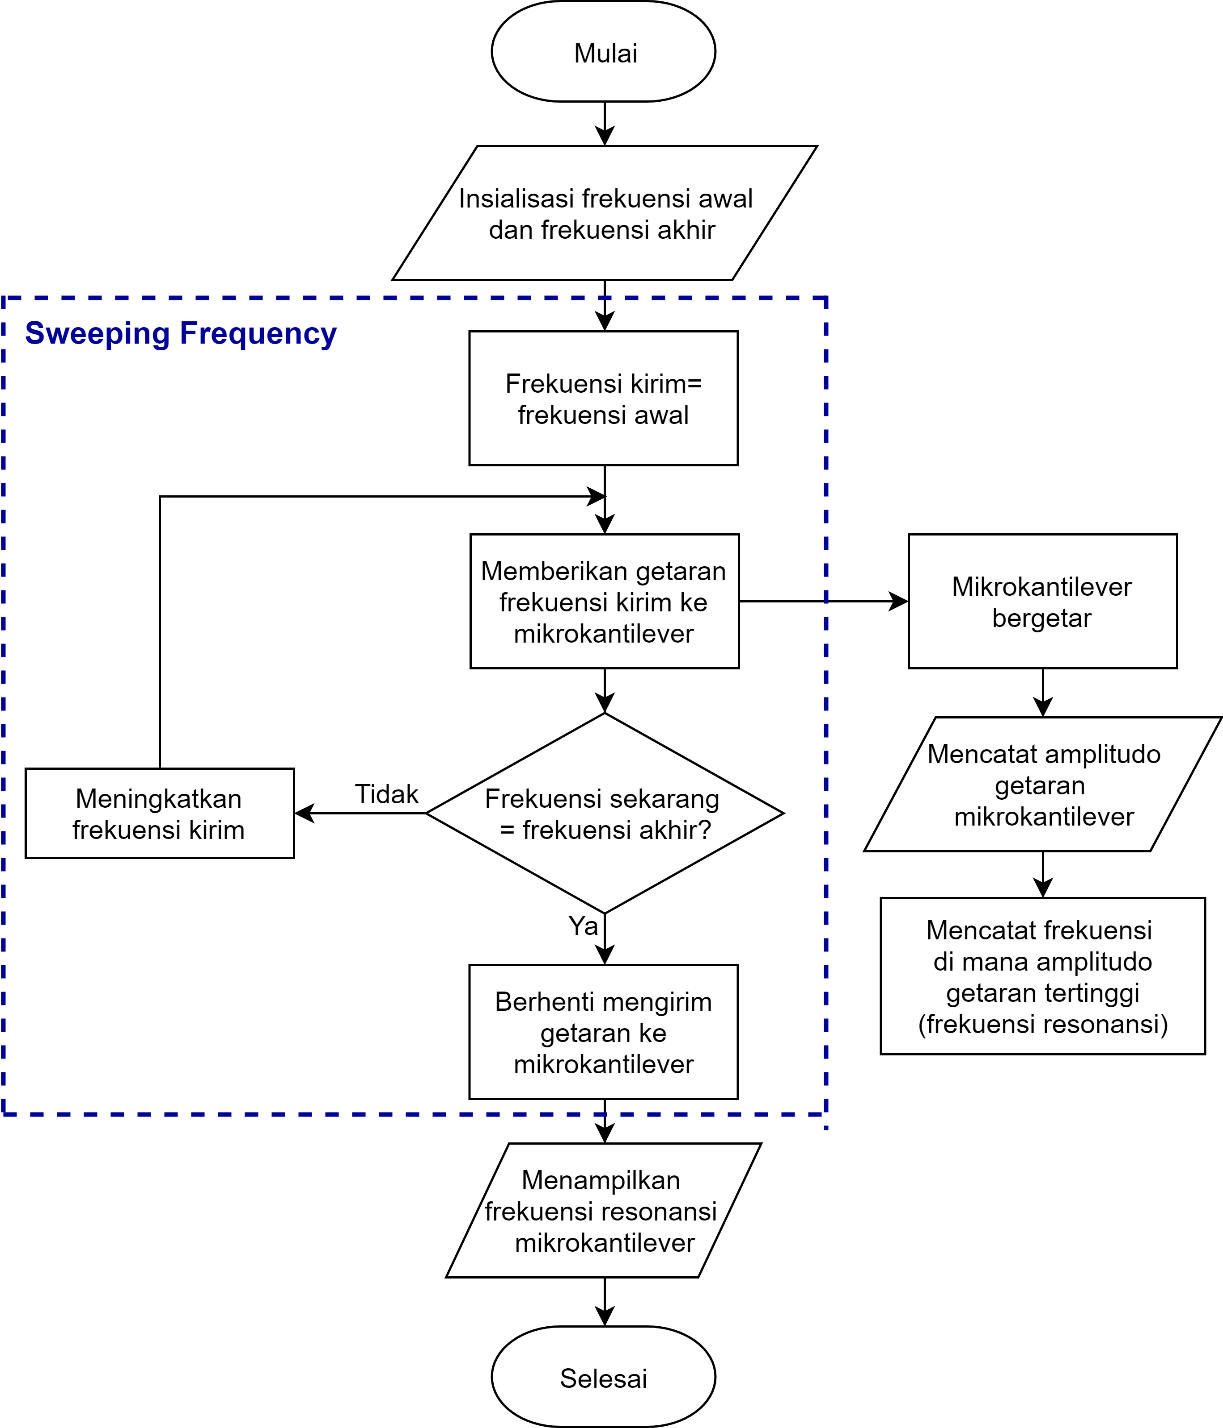 Mulai
Insialisasi frekuensi awal
dan frekuensi akhir
Sweeping Frequency
Frekuensi kirim=
frekuensi awal
Memberikan getaran
frekuensi kirim ke
mikrokantilever
Mikrokantilever
bergetar
Mencatat amplitudo
getaran
mikrokantilever
Meningkatkan
frekuensi kirim
Tidak
Frekuensi sekarang
= frekuensi akhir?
Ya
Mencatat frekuensi
di mana amplitudo
getaran tertinggi
(frekuensi resonansi)
Berhenti mengirim
getaran ke
mikrokantilever
Menampilkan
frekuensi resonansi
mikrokantilever
Selesai